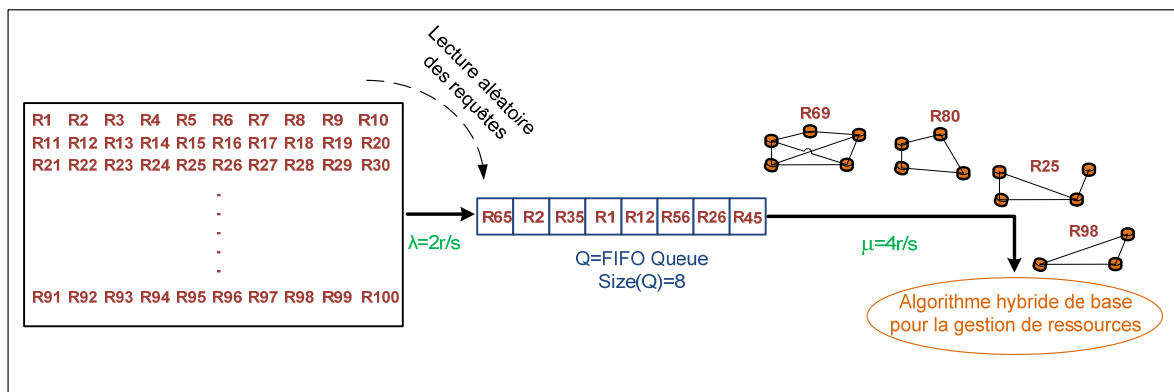 Lecture aléatoire
des requêtes
R1 R2 R3 R4 R5 R6 R7 R8 R9 R10
R11 R12 R13 R14 R15 R16 R17 R18 R19 R20
R21 R22 R23 R24 R25 R26 R27 R28 R29 R30
R91 R92 R93 R94 R95 R96 R97 R98 R99 R100
λ=2r/s
R65 R2 R35 R1 R12 R56 R26 R45
Q=FIFO Queue
Size(Q)=8
μ=4r/s
R69
R80
R25
R98
Algorithme hybride de base
pour la gestion de ressources